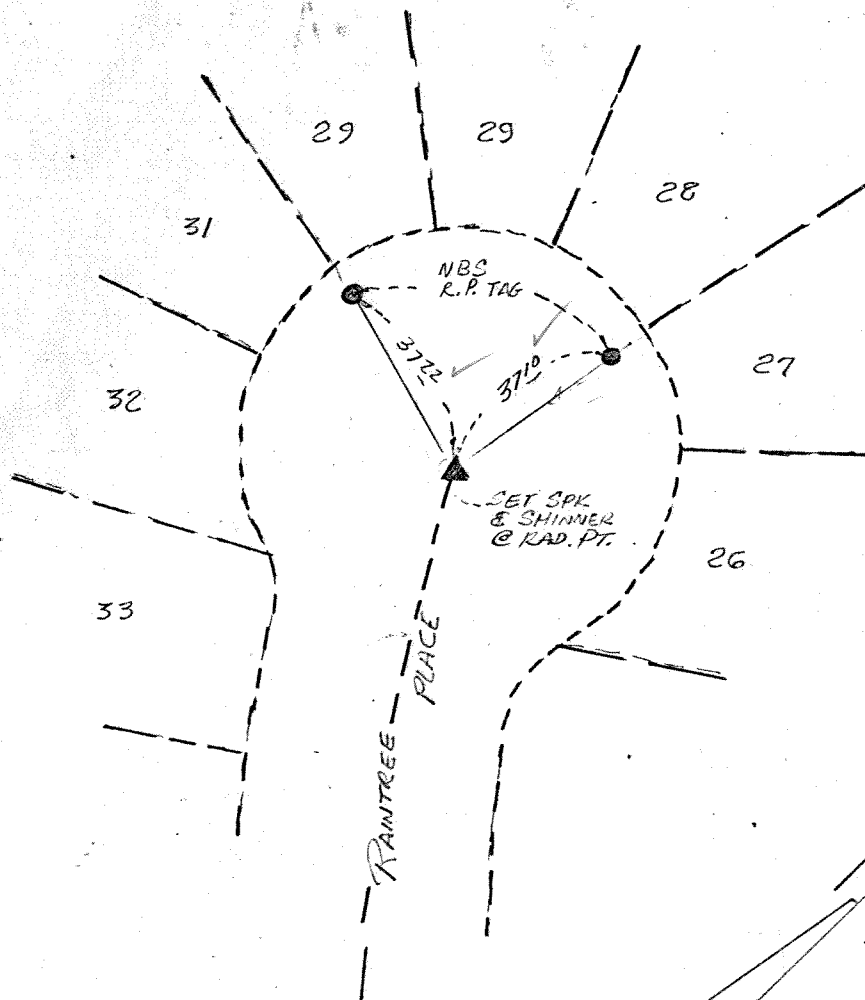 29
29
28
31
NBS
R.P. TAG
37 22
37 10
27
32
SET SPK
& SHINNER
@ RAD. PT.
26
33
RAINTREE PLACE